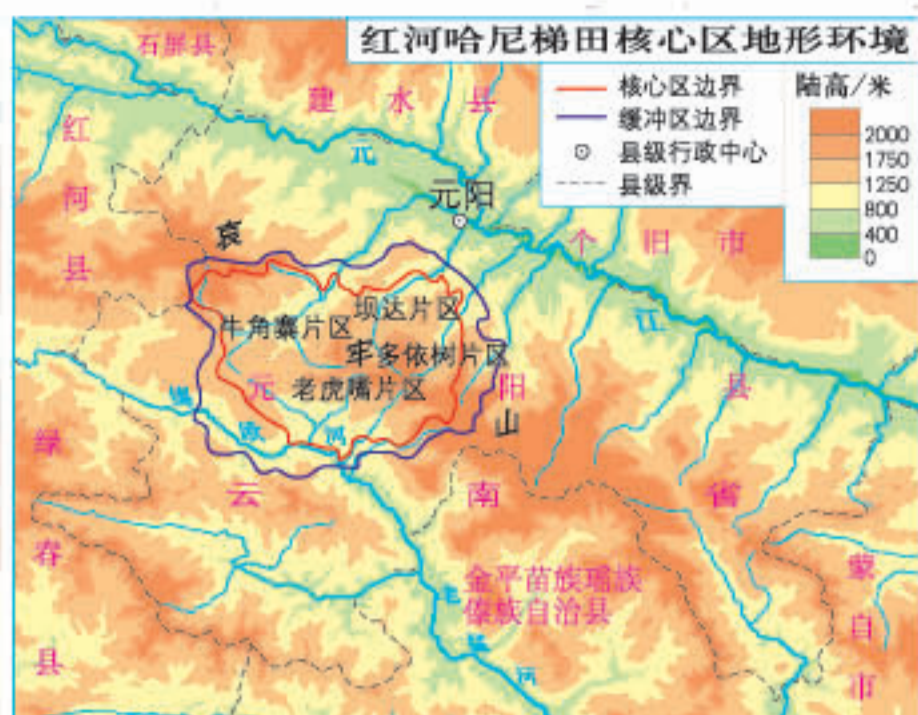 红河哈尼梯田核心区地形环境
核心区边界
缓冲区边界
县级行政中心
县级界
陆高/米
2000
1750
1250
800
400
0
石屏县
建水县
红河县
元
元阳
哀
个旧市
江
坝达片区
牛角寨片区
牢
多依树片区
老虎嘴片区
元阳县
山
河
云南省
绿春县
金平苗族瑶族
傣族自治县
蒙自市
河